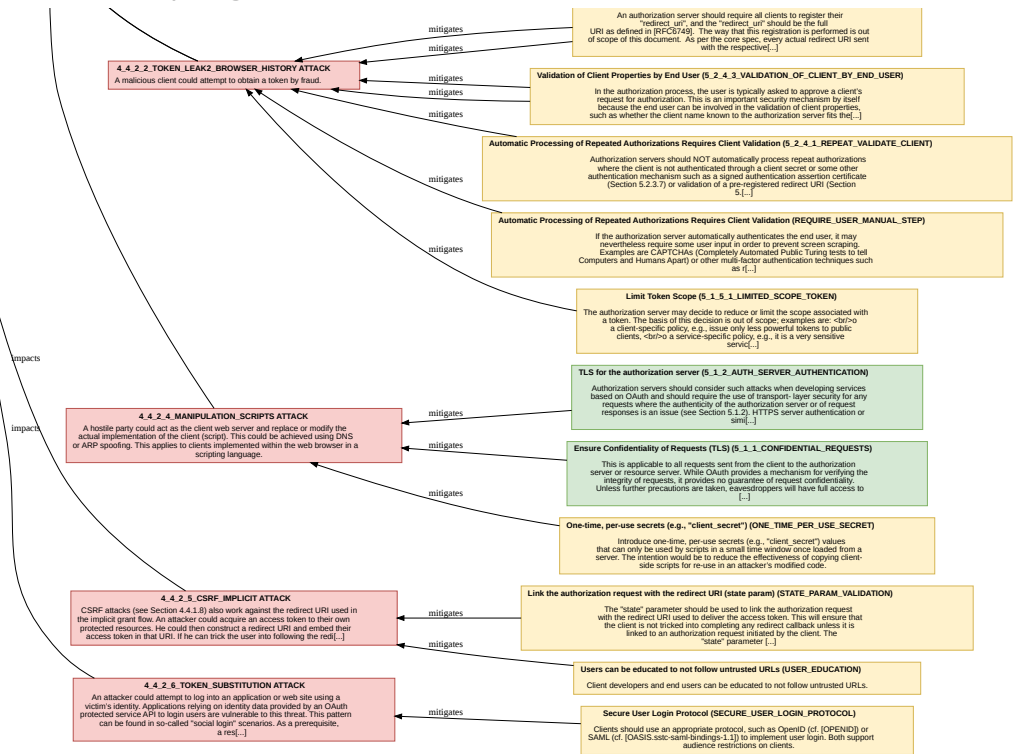 An authorization server should require all clients to register their
"redirect_uri", and the "redirect_uri" should be the full
URI as defined in [RFC6749]. The way that this registration is performed is out
of scope of this document. As per the core spec, every actual redirect URI sent
with the respective[...]
mitigates
mitigates
4_4_2_2_TOKEN_LEAK2_BROWSER_HISTORY ATTACK
A malicious client could attempt to obtain a token by fraud.
Validation of Client Properties by End User (5_2_4_3_VALIDATION_OF_CLIENT_BY_END_USER)
In the authorization process, the user is typically asked to approve a client's
request for authorization. This is an important security mechanism by itself
because the end user can be involved in the validation of client properties,
such as whether the client name known to the authorization server fits the[...]
mitigates
mitigates
mitigates
Automatic Processing of Repeated Authorizations Requires Client Validation (5_2_4_1_REPEAT_VALIDATE_CLIENT)
Authorization servers should NOT automatically process repeat authorizations
where the client is not authenticated through a client secret or some other
authentication mechanism such as a signed authentication assertion certificate
(Section 5.2.3.7) or validation of a pre-registered redirect URI (Section
5.[...]
mitigates
Automatic Processing of Repeated Authorizations Requires Client Validation (REQUIRE_USER_MANUAL_STEP)
If the authorization server automatically authenticates the end user, it may
nevertheless require some user input in order to prevent screen scraping.
Examples are CAPTCHAs (Completely Automated Public Turing tests to tell
Computers and Humans Apart) or other multi-factor authentication techniques such
as r[...]
mitigates
Limit Token Scope (5_1_5_1_LIMITED_SCOPE_TOKEN)
The authorization server may decide to reduce or limit the scope associated with
a token. The basis of this decision is out of scope; examples are: <br/>o
a client-specific policy, e.g., issue only less powerful tokens to public
clients, <br/>o a service-specific policy, e.g., it is a very sensitive
servic[...]
impacts
TLS for the authorization server (5_1_2_AUTH_SERVER_AUTHENTICATION)
Authorization servers should consider such attacks when developing services
based on OAuth and should require the use of transport- layer security for any
requests where the authenticity of the authorization server or of request
responses is an issue (see Section 5.1.2). HTTPS server authentication or
simi[...]
mitigates
4_4_2_4_MANIPULATION_SCRIPTS ATTACK
A hostile party could act as the client web server and replace or modify the
actual implementation of the client (script). This could be achieved using DNS
or ARP spoofing. This applies to clients implemented within the web browser in a
scripting language.
impacts
mitigates
Ensure Confidentiality of Requests (TLS) (5_1_1_CONFIDENTIAL_REQUESTS)
This is applicable to all requests sent from the client to the authorization
server or resource server. While OAuth provides a mechanism for verifying the
integrity of requests, it provides no guarantee of request confidentiality.
Unless further precautions are taken, eavesdroppers will have full access to
[...]
mitigates
One-time, per-use secrets (e.g., "client_secret") (ONE_TIME_PER_USE_SECRET)
Introduce one-time, per-use secrets (e.g., "client_secret") values
that can only be used by scripts in a small time window once loaded from a
server. The intention would be to reduce the effectiveness of copying client-
side scripts for re-use in an attacker's modified code.
4_4_2_5_CSRF_IMPLICIT ATTACK
CSRF attacks (see Section 4.4.1.8) also work against the redirect URI used in
the implicit grant flow. An attacker could acquire an access token to their own
protected resources. He could then construct a redirect URI and embed their
access token in that URI. If he can trick the user into following the redi[...]
mitigates
Link the authorization request with the redirect URI (state param) (STATE_PARAM_VALIDATION)
The "state" parameter should be used to link the authorization request
with the redirect URI used to deliver the access token. This will ensure that
the client is not tricked into completing any redirect callback unless it is
linked to an authorization request initiated by the client. The
"state" parameter [...]
mitigates
Users can be educated to not follow untrusted URLs (USER_EDUCATION)
Client developers and end users can be educated to not follow untrusted URLs.
4_4_2_6_TOKEN_SUBSTITUTION ATTACK
An attacker could attempt to log into an application or web site using a
victim's identity. Applications relying on identity data provided by an OAuth
protected service API to login users are vulnerable to this threat. This pattern
can be found in so-called "social login" scenarios. As a prerequisite,
a res[...]
mitigates
Secure User Login Protocol (SECURE_USER_LOGIN_PROTOCOL)
Clients should use an appropriate protocol, such as OpenID (cf. [OPENID]) or
SAML (cf. [OASIS.sstc-saml-bindings-1.1]) to implement user login. Both support
audience restrictions on clients.